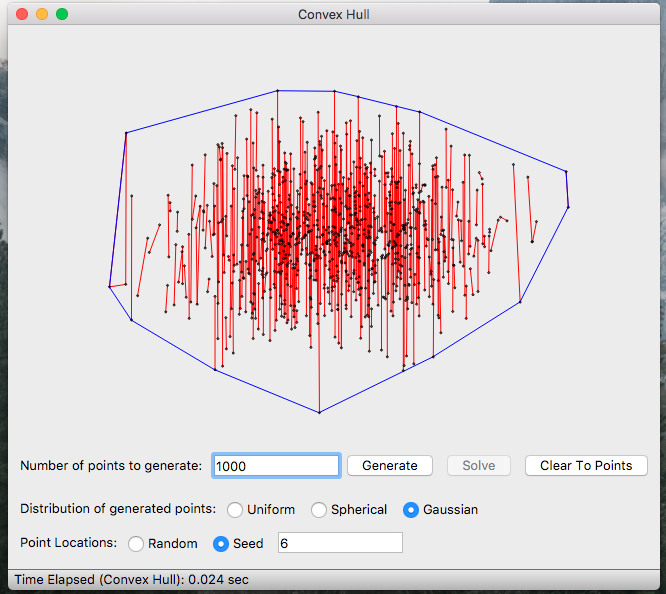 Convex Hull
Number of points to generate: 1000 Generate Solve Clear To Points
Distribution of generated points: Uniform Spherical Gaussian
Point Locations: Random Seed 6
Time Elapsed (Convex Hull): 0.024 sec